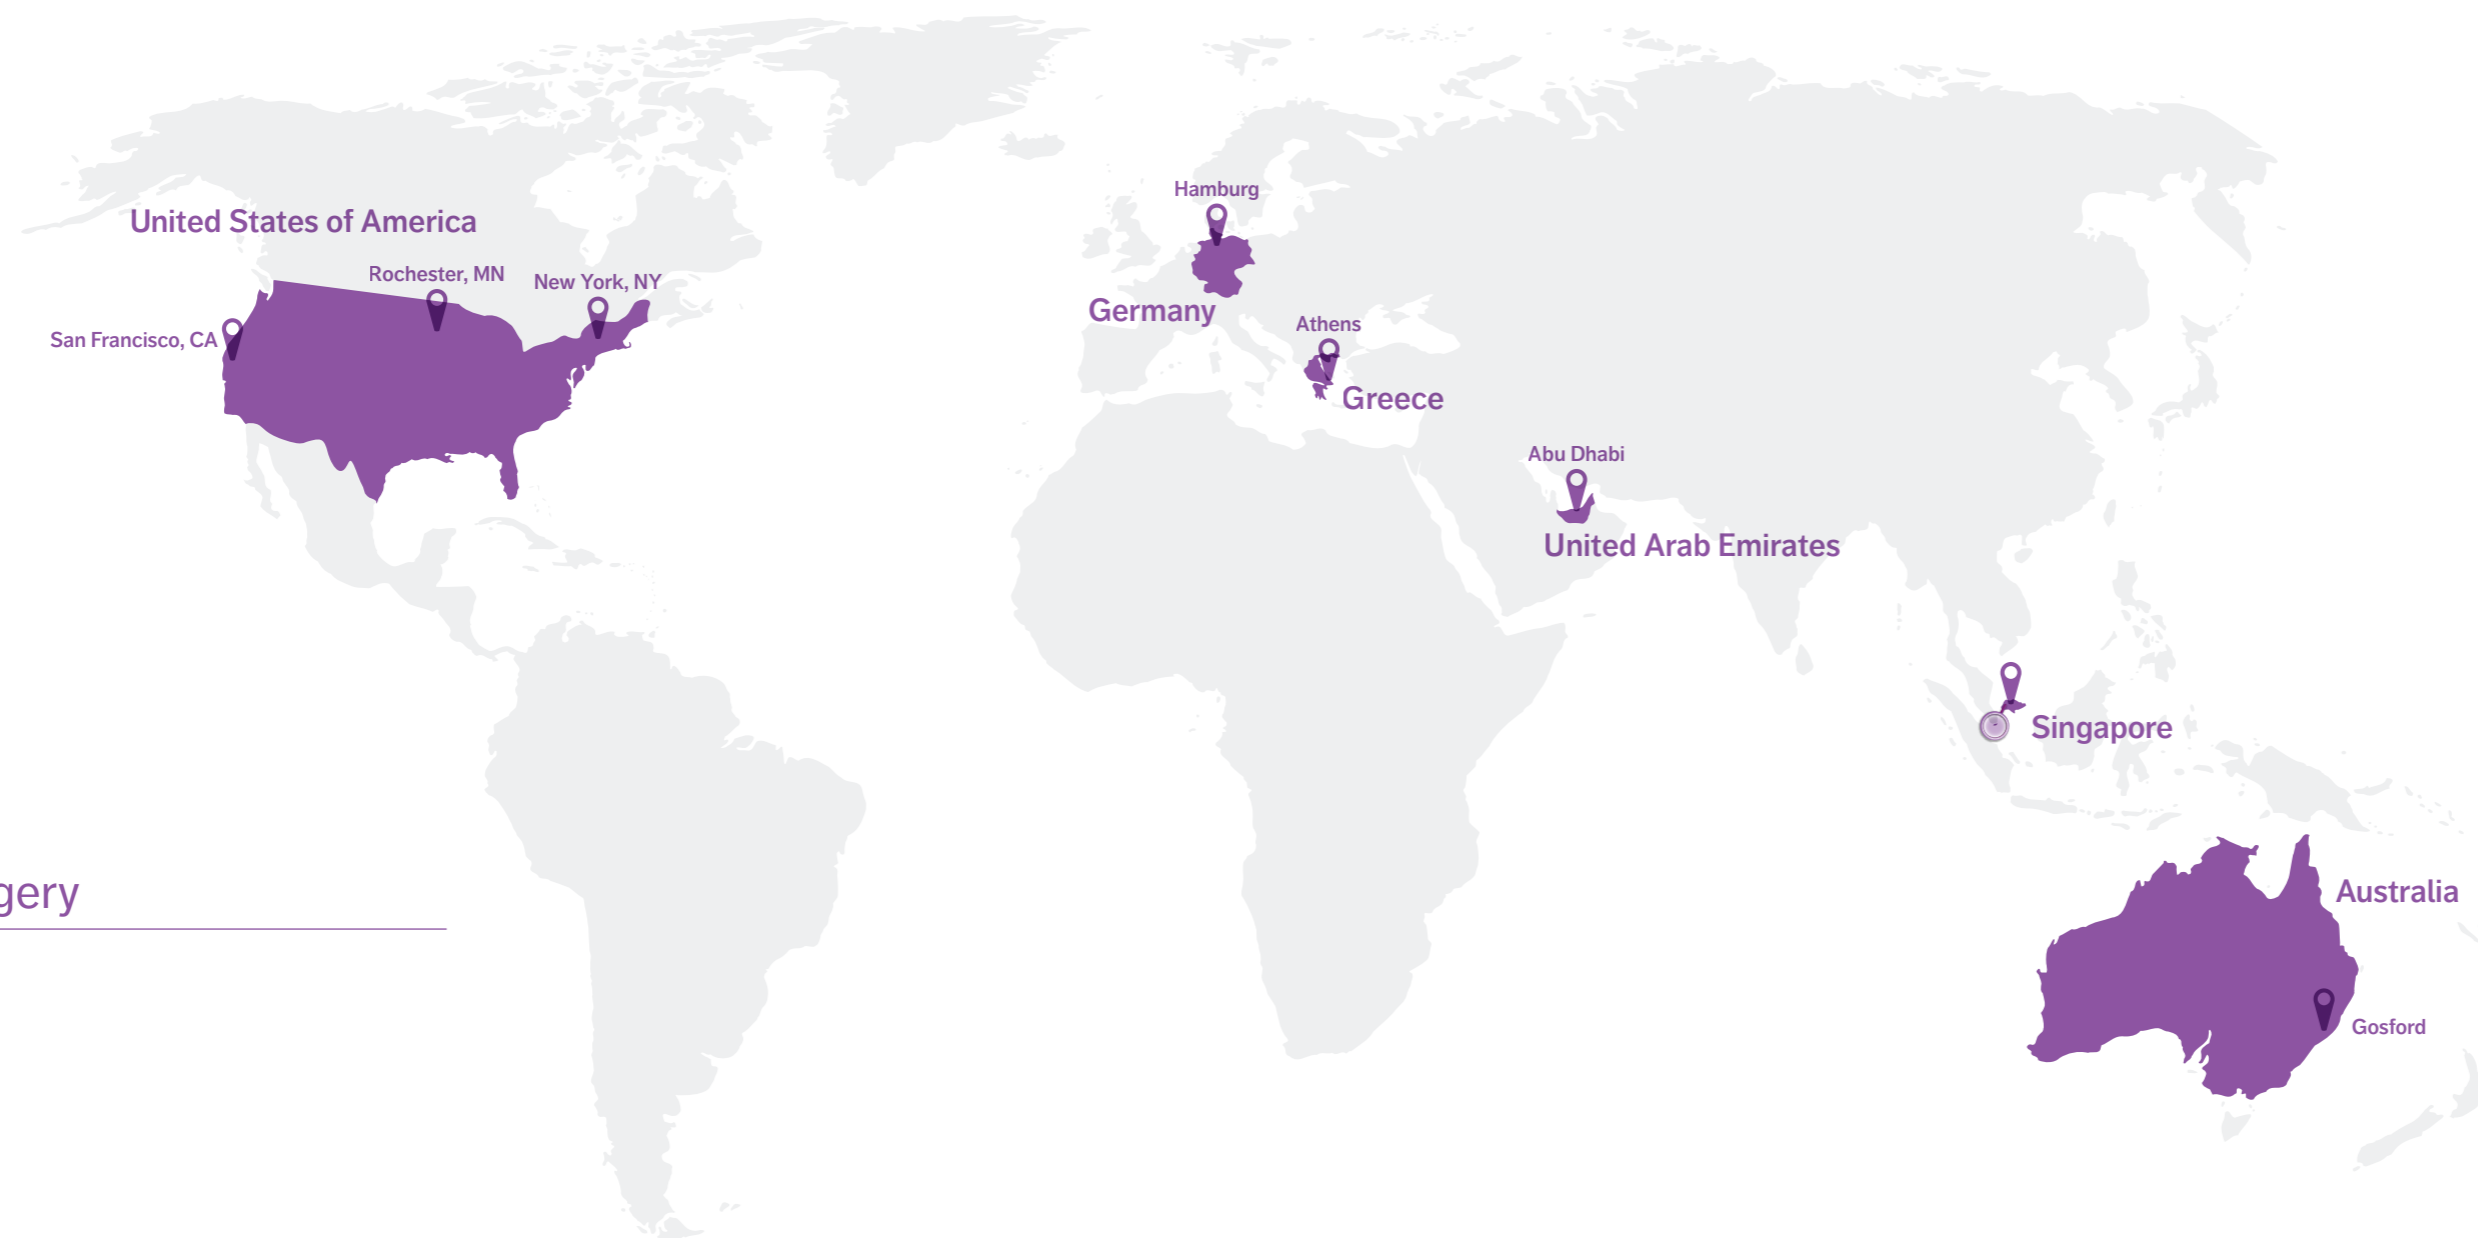 Hamburg
United States of America
Rochester, MN
New York, NY
Germany
Athens
San Francisco, CA
Greece
Abu Dhabi
United Arab Emirates
Singapore
gery
Australia
Gosford